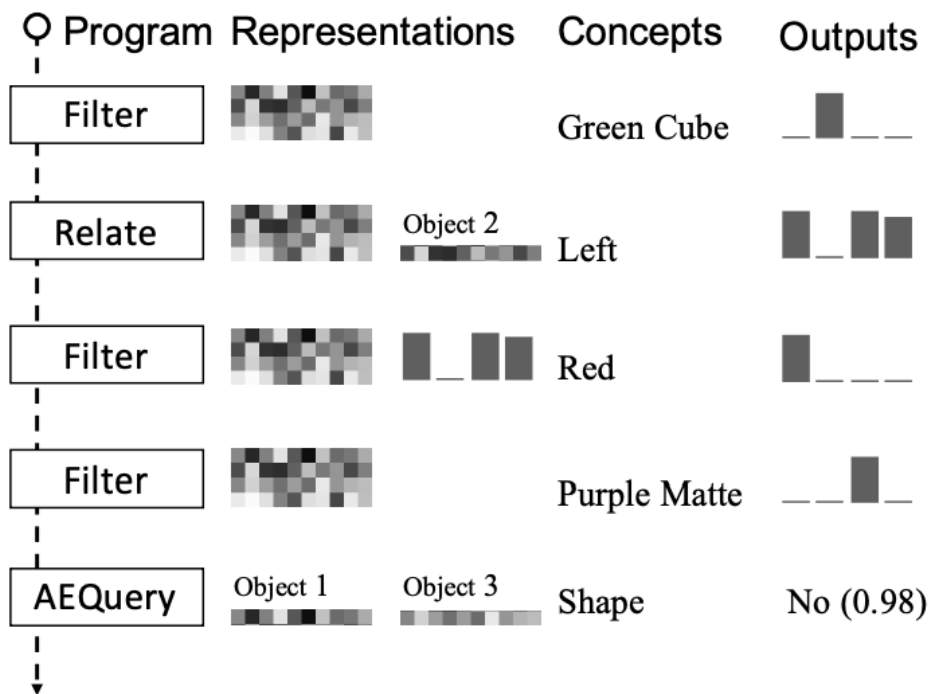 Program Representations Concepts Outputs
Filter Green Cube
Relate Object 2 Left
Filter Red
Filter Purple Matte
AEQuery Object 1 Object 3 Shape No (0.98)